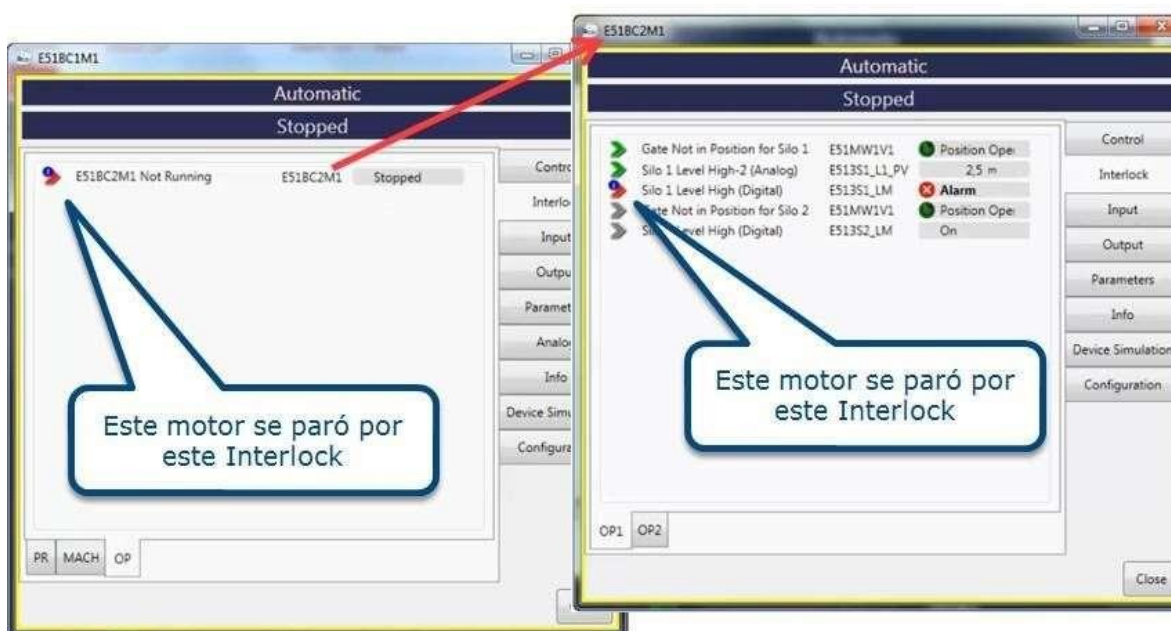 E51BC1M1
Automatic
Stopped
E51BC2M1 Not Running E51BC2M1 Stopped
Interlo
Input
Outpu
Paramet
Analo
Info
Device Simu
Configura
Este motor se paró por
este Interlock
PR MACH OP
E51BC2M1
Automatic
Stopped
Gate Not in Position for Silo 1 E51MW1V1 Position Ope
Silo 1 Level High-2 (Analog) E513S1_L1_PV 2,5 m
Silo 1 Level High (Digital) E513S1_LM Alarm
Gate Not in Position for Silo 2 E51MW1V1 Position Ope
Level High (Digital) E513S2_LM On
Control
Interlock
Input
Output
Parameters
Info
Device Simulation
Configuration
Este motor se paró por
este Interlock
OP1 OP2
Close